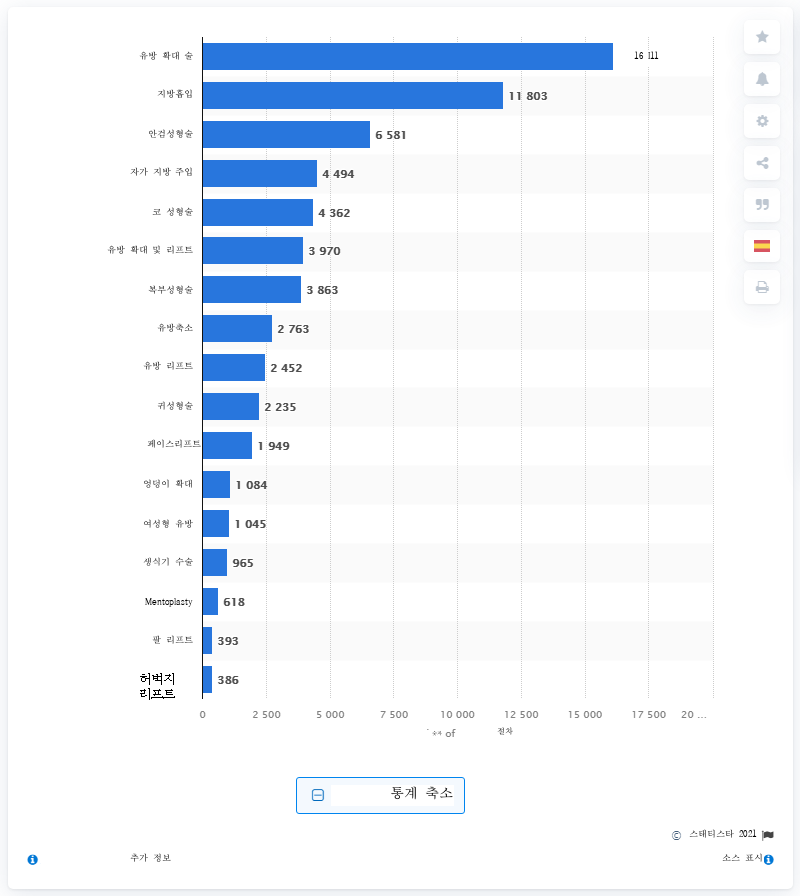 유방 확대 술
지방흡입 11 803
안검성형술 6 581
자가 지방 주입 4 494
코 성형술 4 362
유방 확대 및 리프트 3 970
복부성형술 3 863
유방축소 2 763
유방 리프트 2 452
귀성형술 2 235
페이스리프트 1 949
엉덩이 확대 1 084
여성형 유방 1 045
생식기 수술 965
Mentoplasty 618
팔 리프트 393
허벅지 386
리프트
0 2 500 5 000 7 500 10 000 12 500 15 000 17 500 20 ...
of
통계 축소
© 스태티스타 2021
추가 정보 소스 표시